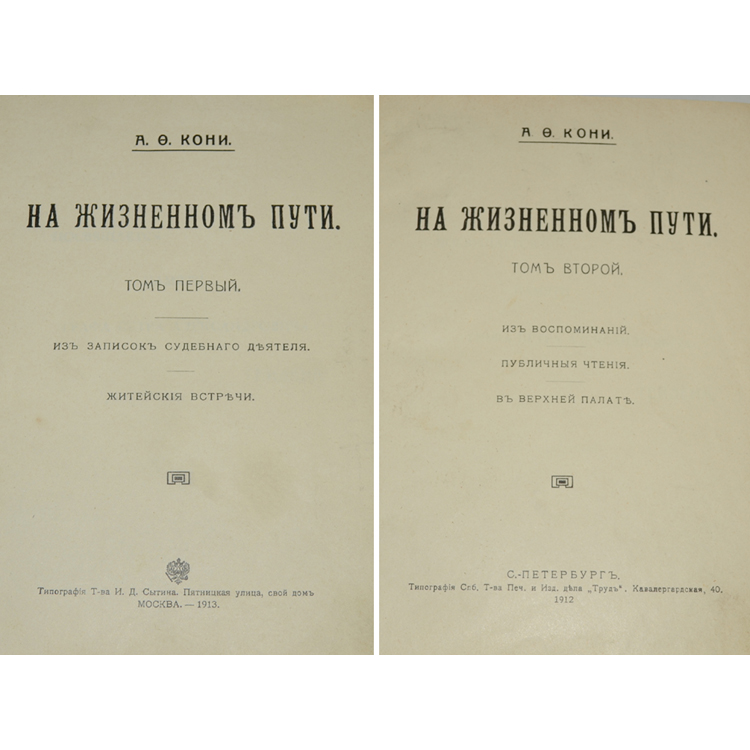 А. Ѳ. КОНИ.
НА ЖИЗНЕННОМЪ ПУТИ.
ТОМЪ ПЕРВЫЙ.
ИЗЪ ЗАПИСОКЪ СУДЕБНАГО ДѢЯТЕЛЯ.
ЖИТЕЙСКІЯ ВСТРѢЧИ.
Типографія Т-ва И. Д. Сытина. Пятницкая улица, свой домъ
МОСКВА. — 1913.
А. Ѳ. КОНИ.
НА ЖИЗНЕННОМЪ ПУТИ.
ТОМЪ ВТОРОЙ.
ИЗЪ ВОСПОМИНАНІЙ.
ПУБЛИЧНЫЯ ЧТЕНІЯ.
ВЪ ВЕРХНЕЙ ПАЛАТѢ.
С.-ПЕТЕРБУРГЪ.
Типографія Спб. Т-ва Печ. и Изд. дѣла „Трудъ". Кавалергардская, 40.
1912